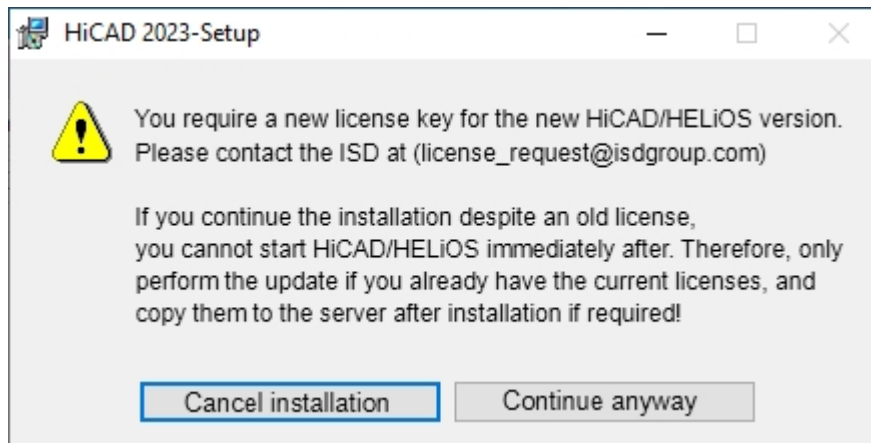 HiCAD 2023-Setup
You require a new license key for the new HiCAD/HELiOS version.
Please contact the ISD at (license_request@isdgroup.com)
If you continue the installation despite an old license,
you cannot start HiCAD/HELiOS immediately after. Therefore, only
perform the update if you already have the current licenses, and
copy them to the server after installation if required!
Cancel installation
Continue anyway